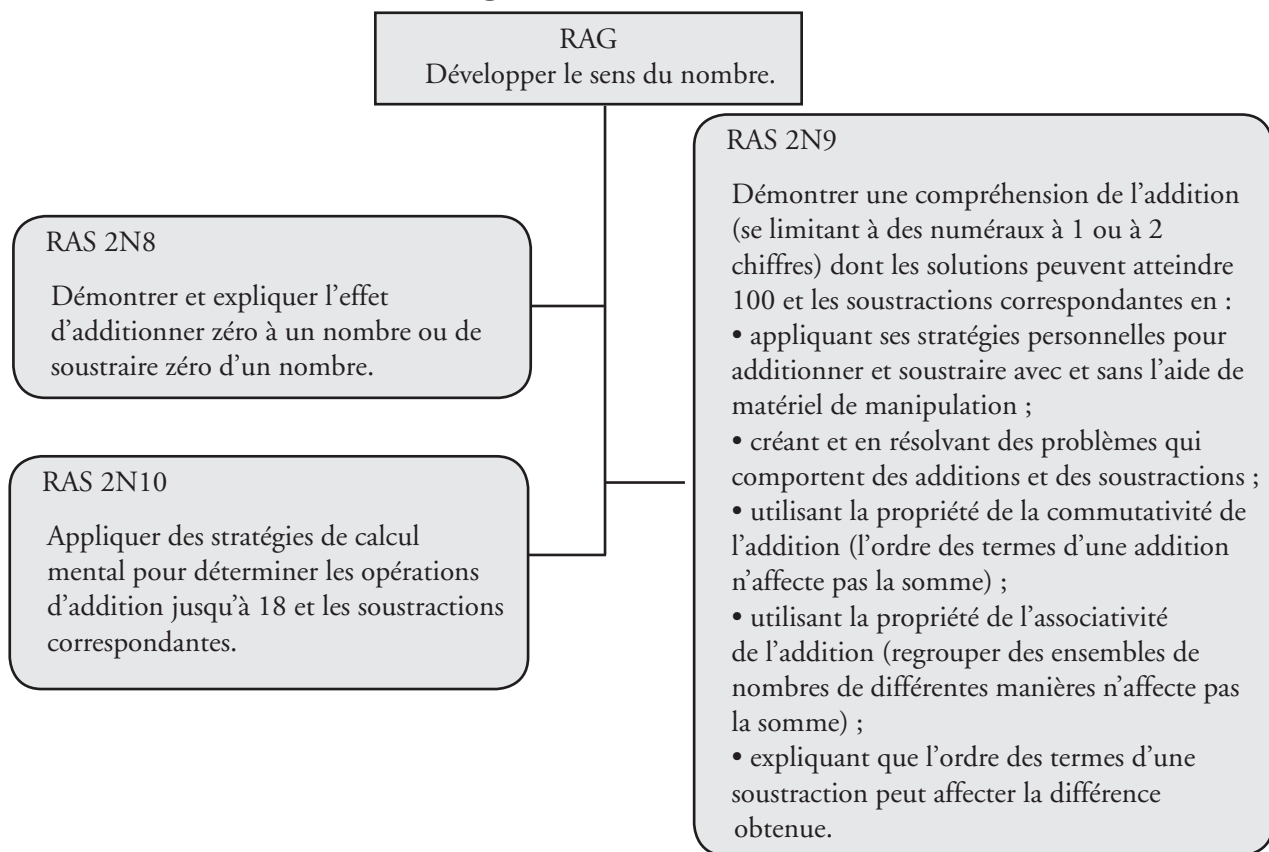 RAG
Développer le sens du nombre.
RAS 2N8
Démontrer et expliquer l’effet
d’additionner zéro à un nombre ou de
soustraire zéro d’un nombre.
RAS 2N10
Appliquer des stratégies de calcul
mental pour déterminer les opérations
d’addition jusqu’à 18 et les soustractions
correspondantes.
RAS 2N9
Démontrer une compréhension de l’addition
(se limitant à des numéraux à 1 ou à 2
chiffres) dont les solutions peuvent atteindre
100 et les soustractions correspondantes en :
• appliquant ses stratégies personnelles pour
additionner et soustraire avec et sans l’aide de
matériel de manipulation ;
• créant et en résolvant des problèmes qui
comportent des additions et des soustractions ;
• utilisant la propriété de la commutativité de
l’addition (l’ordre des termes d’une addition
n’affecte pas la somme) ;
• utilisant la propriété de l’associativité
de l’addition (regrouper des ensembles de
nombres de différentes manières n’affecte pas
la somme) ;
• expliquant que l’ordre des termes d’une
soustraction peut affecter la différence
obtenue.